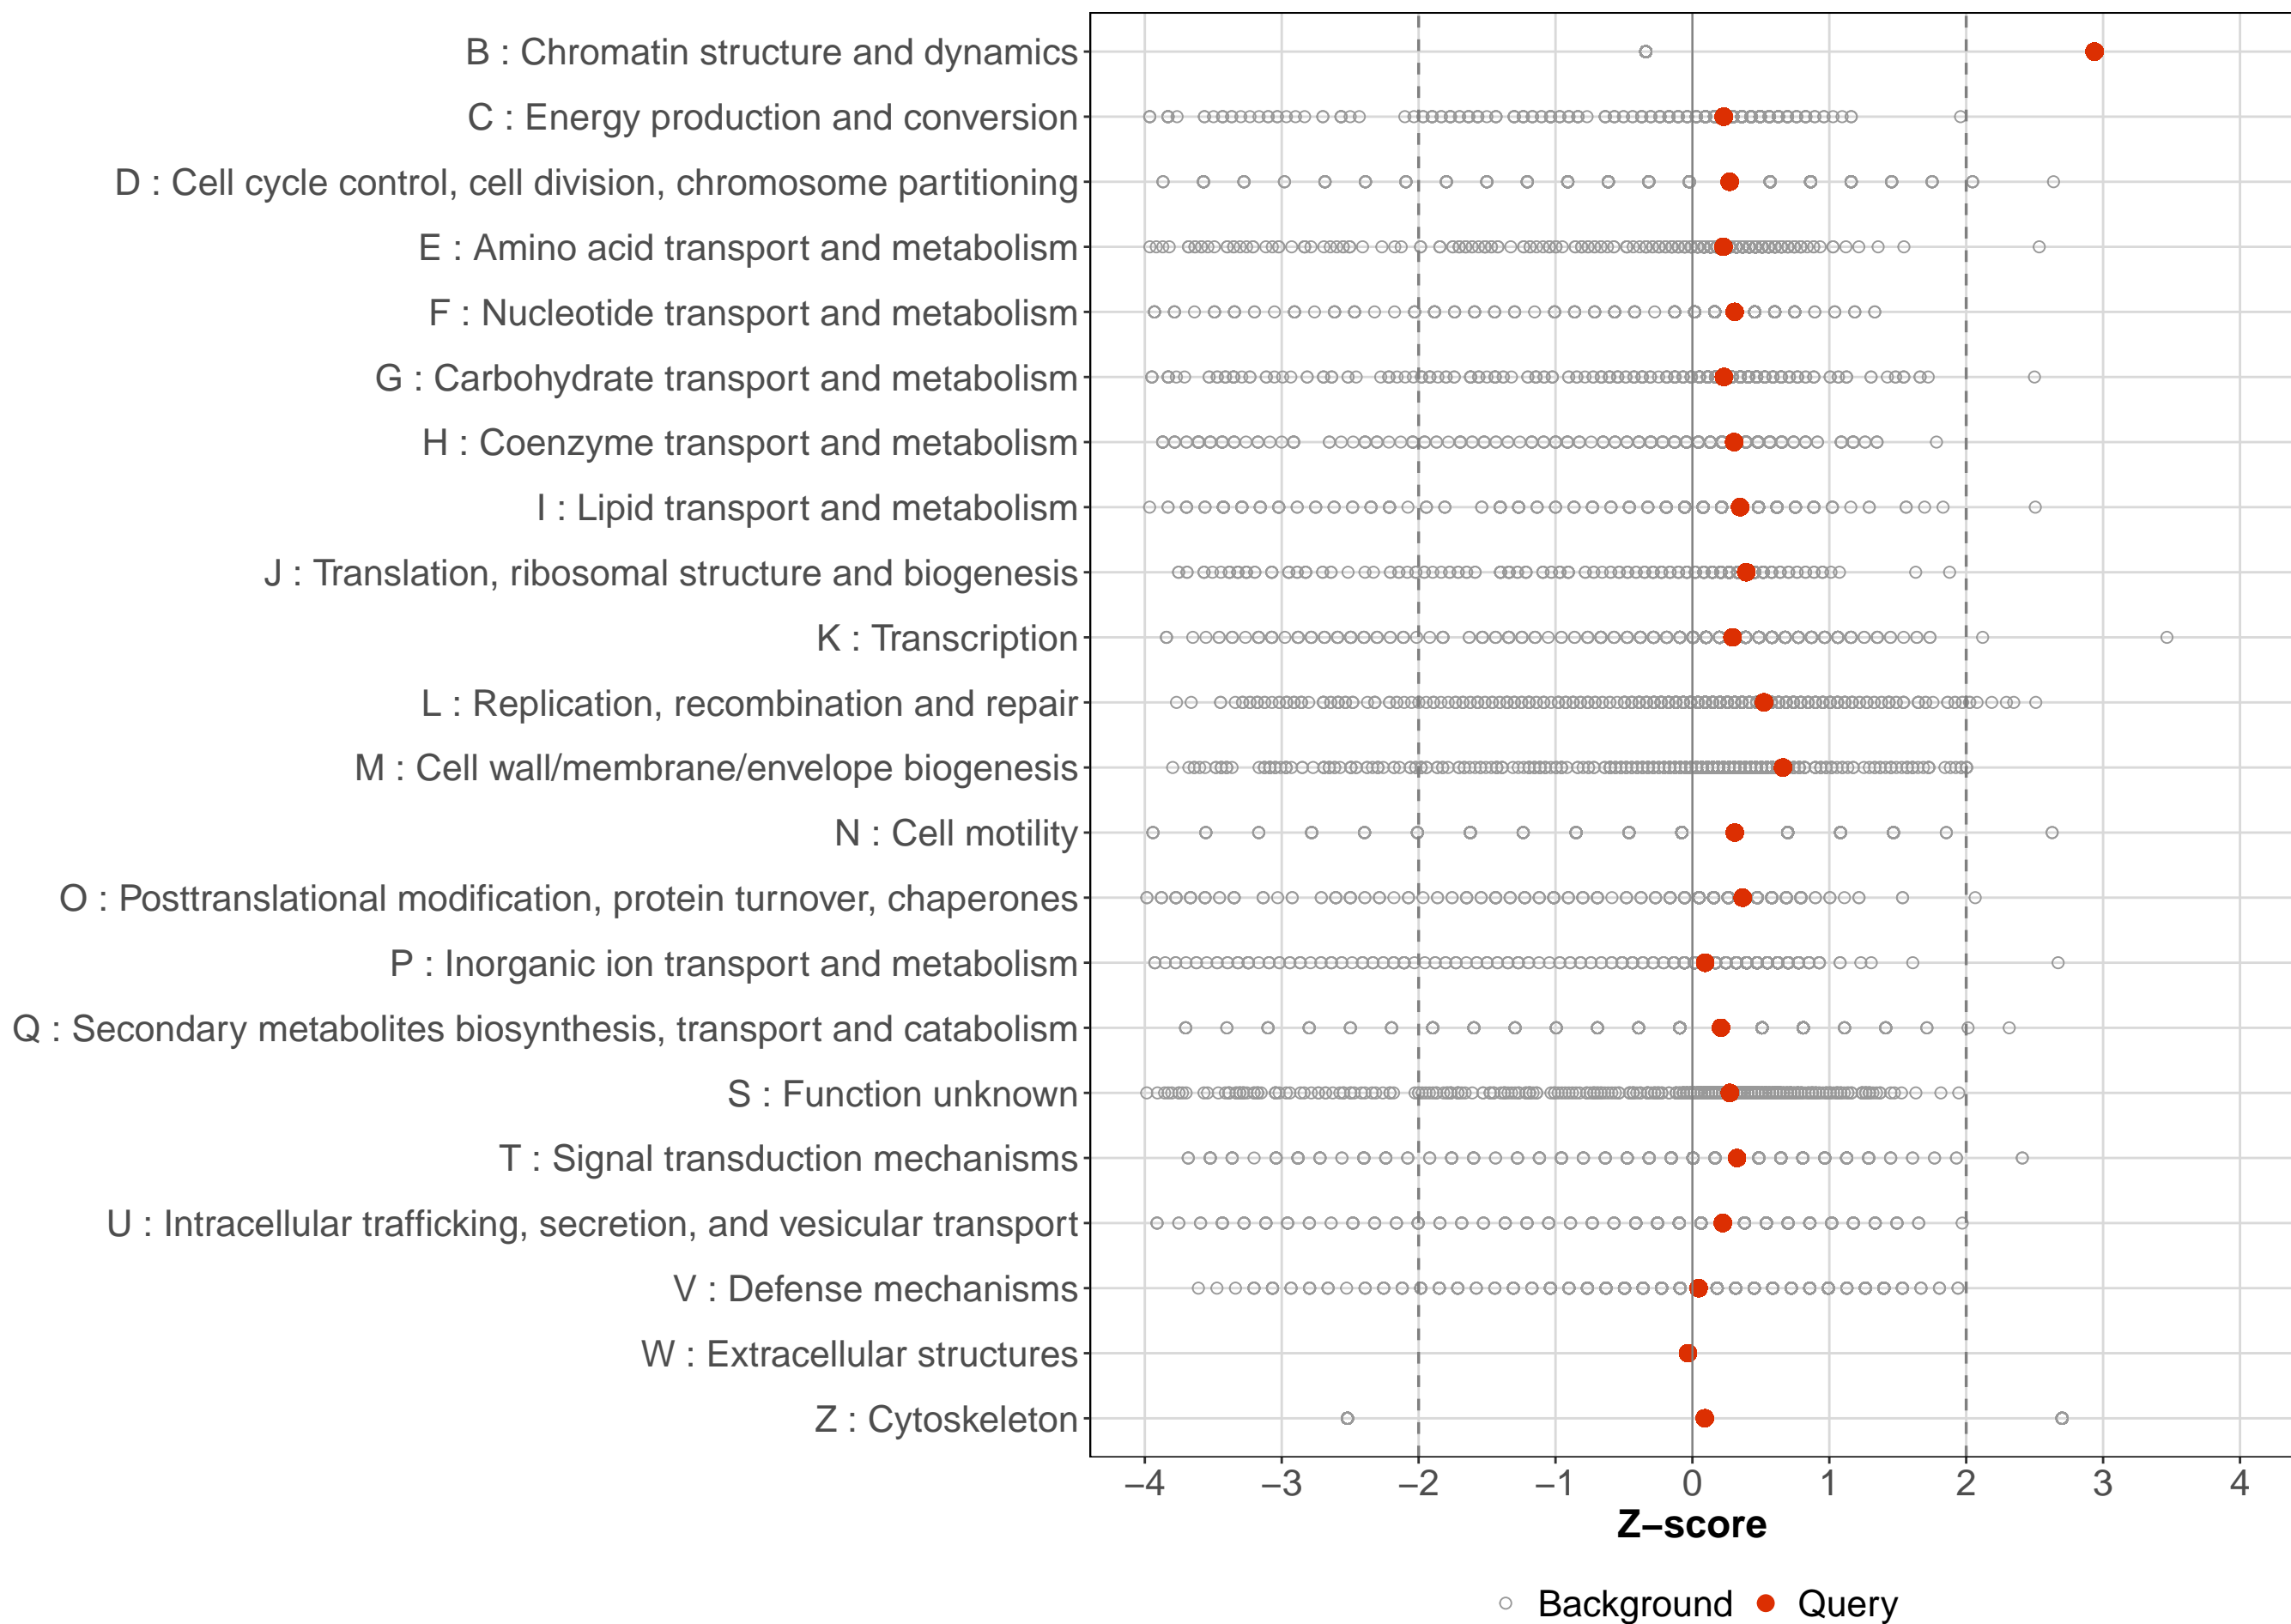 B : Chromatin structure and dynamics
C : Energy production and conversion
D : Cell cycle control, cell division, chromosome partitioning
E : Amino acid transport and metabolism
F : Nucleotide transport and metabolism
G : Carbohydrate transport and metabolism
H : Coenzyme transport and metabolism
I : Lipid transport and metabolism
J : Translation, ribosomal structure and biogenesis
K : Transcription
L : Replication, recombination and repair
M : Cell wall/membrane/envelope biogenesis
N : Cell motility
O : Posttranslational modification, protein turnover, chaperones
P : Inorganic ion transport and metabolism
Q : Secondary metabolites biosynthesis, transport and catabolism
S : Function unknown
T : Signal transduction mechanisms
U : Intracellular trafficking, secretion, and vesicular transport
V : Defense mechanisms
W : Extracellular structures
Z : Cytoskeleton
−4 −3 −2 −1 0 1 2 3 4
Z−score
Background Query